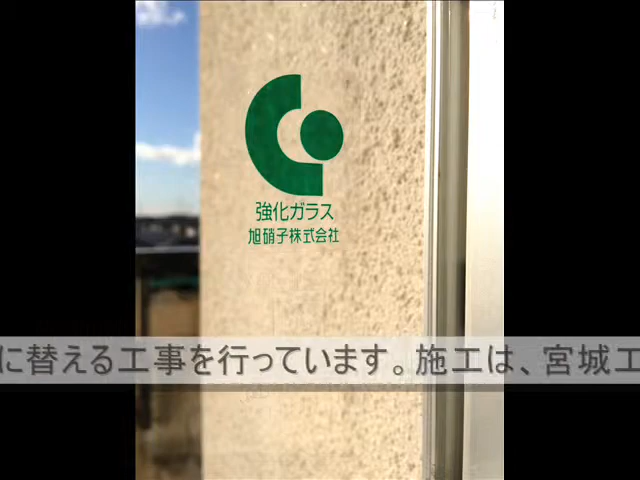 強化ガラス
旭硝子株式会社
に替える工事を行っています。施工は、宮城工